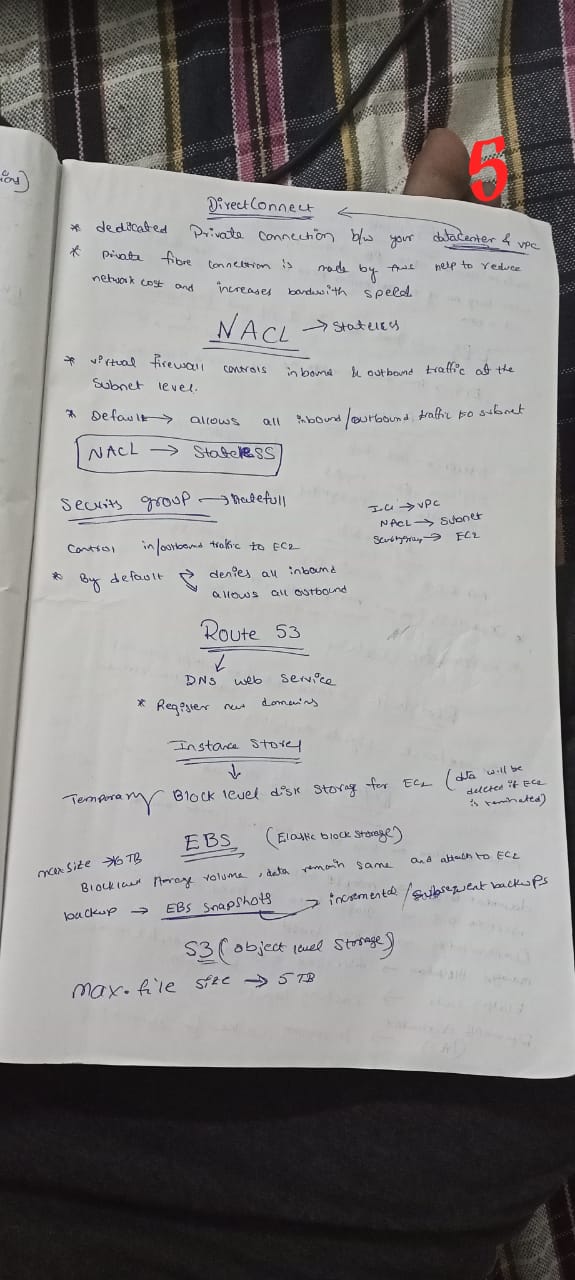 5
ions)
DirectConnect
* dedicated Private connection b/w your datacenter & vpc
* Pivate fibre connection is made by AWS help to reduce
network cost and increases bandwith speed
NACL → Stateless
* virtual firewall controls inbound & outbound traffic at the
Subnet level.
* Default → allows all inbound/outbound traffic to subnet
NACL → Stateless
Security group → Statefull
IG → VPC
NACL → Subnet
Security group → EC2
Control in/outbound traffic to EC2
* By default denies all inbound
allows all outbound
Route 53
↓
DNS web service
* Register new domains
Instance Store
↓
Temporary Block level disk storage for EC2 (data will be
deleted if EC2
is terminated)
EBS (Elastic block Storage)
max size → 16 TB
Block level storage volume, data remain same and attach to EC2
backup → EBS Snapshots → incremental / subsequent backups
S3 (object level Storage)
max. file size → 5 TB